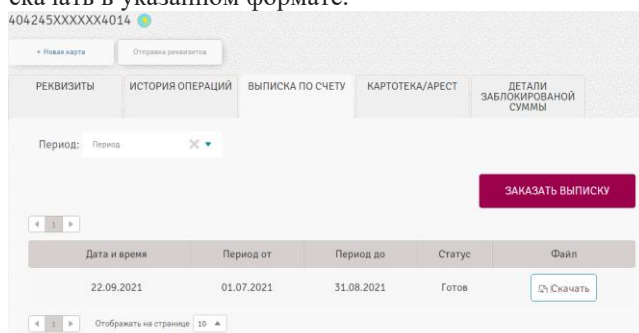 скачать в указанном формате.
404245XXXXXX4014
+ Новая карта Отправка реквизитов
РЕКВИЗИТЫ ИСТОРИЯ ОПЕРАЦИЙ ВЫПИСКА ПО СЧЕТУ КАРТОТЕКА/АРЕСТ ДЕТАЛИ ЗАБЛОКИРОВАНОЙ СУММЫ
Период: Период
ЗАКАЗАТЬ ВЫПИСКУ
1
Дата и время Период от Период до Статус Файл
22.09.2021 01.07.2021 31.08.2021 Готов Скачать
1 Отображать на странице 10